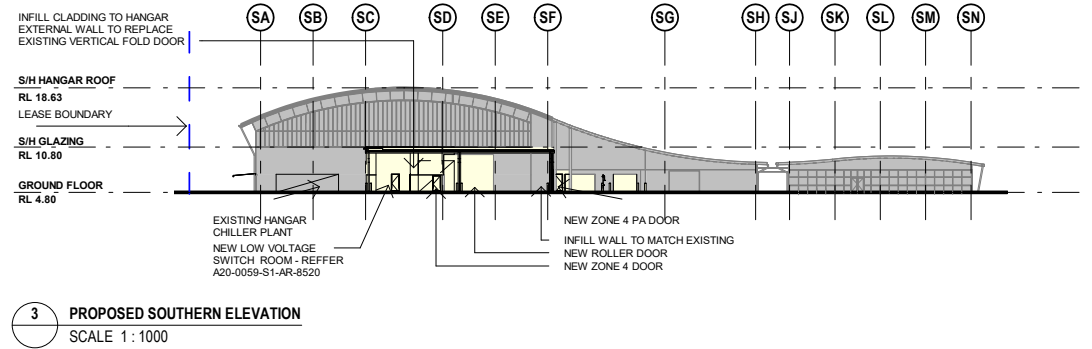 INFILL CLADDING TO HANGAR
EXTERNAL WALL TO REPLACE
EXISTING VERTICAL FOLD DOOR
SA SB SC SD SE SF SG SH SJ SK SL SM SN
S/H HANGAR ROOF
RL 18.63
LEASE BOUNDARY
S/H GLAZING
RL 10.80
GROUND FLOOR
RL 4.80
EXISTING HANGAR
CHILLER PLANT
NEW LOW VOLTAGE
SWITCH ROOM - REFFER
A20-0059-S1-AR-8520
NEW ZONE 4 PA DOOR
INFILL WALL TO MATCH EXISTING
NEW ROLLER DOOR
NEW ZONE 4 DOOR
3 PROPOSED SOUTHERN ELEVATION
SCALE 1 : 1000